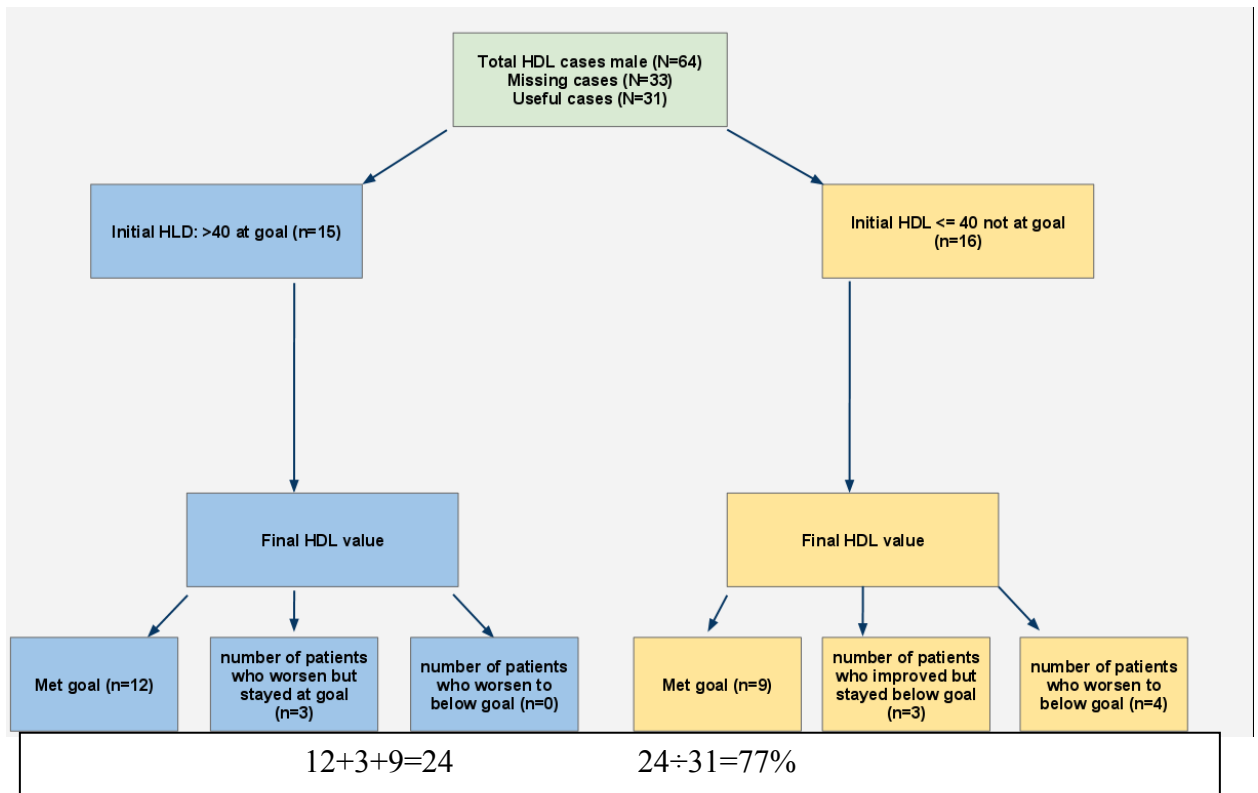 Total HDL cases male (N=64)
Missing cases (N=33)
Useful cases (N=31)
Initial HLD: >40 at goal (n=15)
Initial HDL <= 40 not at goal
(n=16)
Final HDL value
Final HDL value
Met goal (n=12)
number of patients
who worsen but
stayed at goal
(n=3)
number of patients
who worsen to
below goal (n=0)
Met goal (n=9)
number of patients
who improved but
stayed below goal
(n=3)
number of patients
who worsen to
below goal (n=4)
12+3+9=24
24÷31=77%